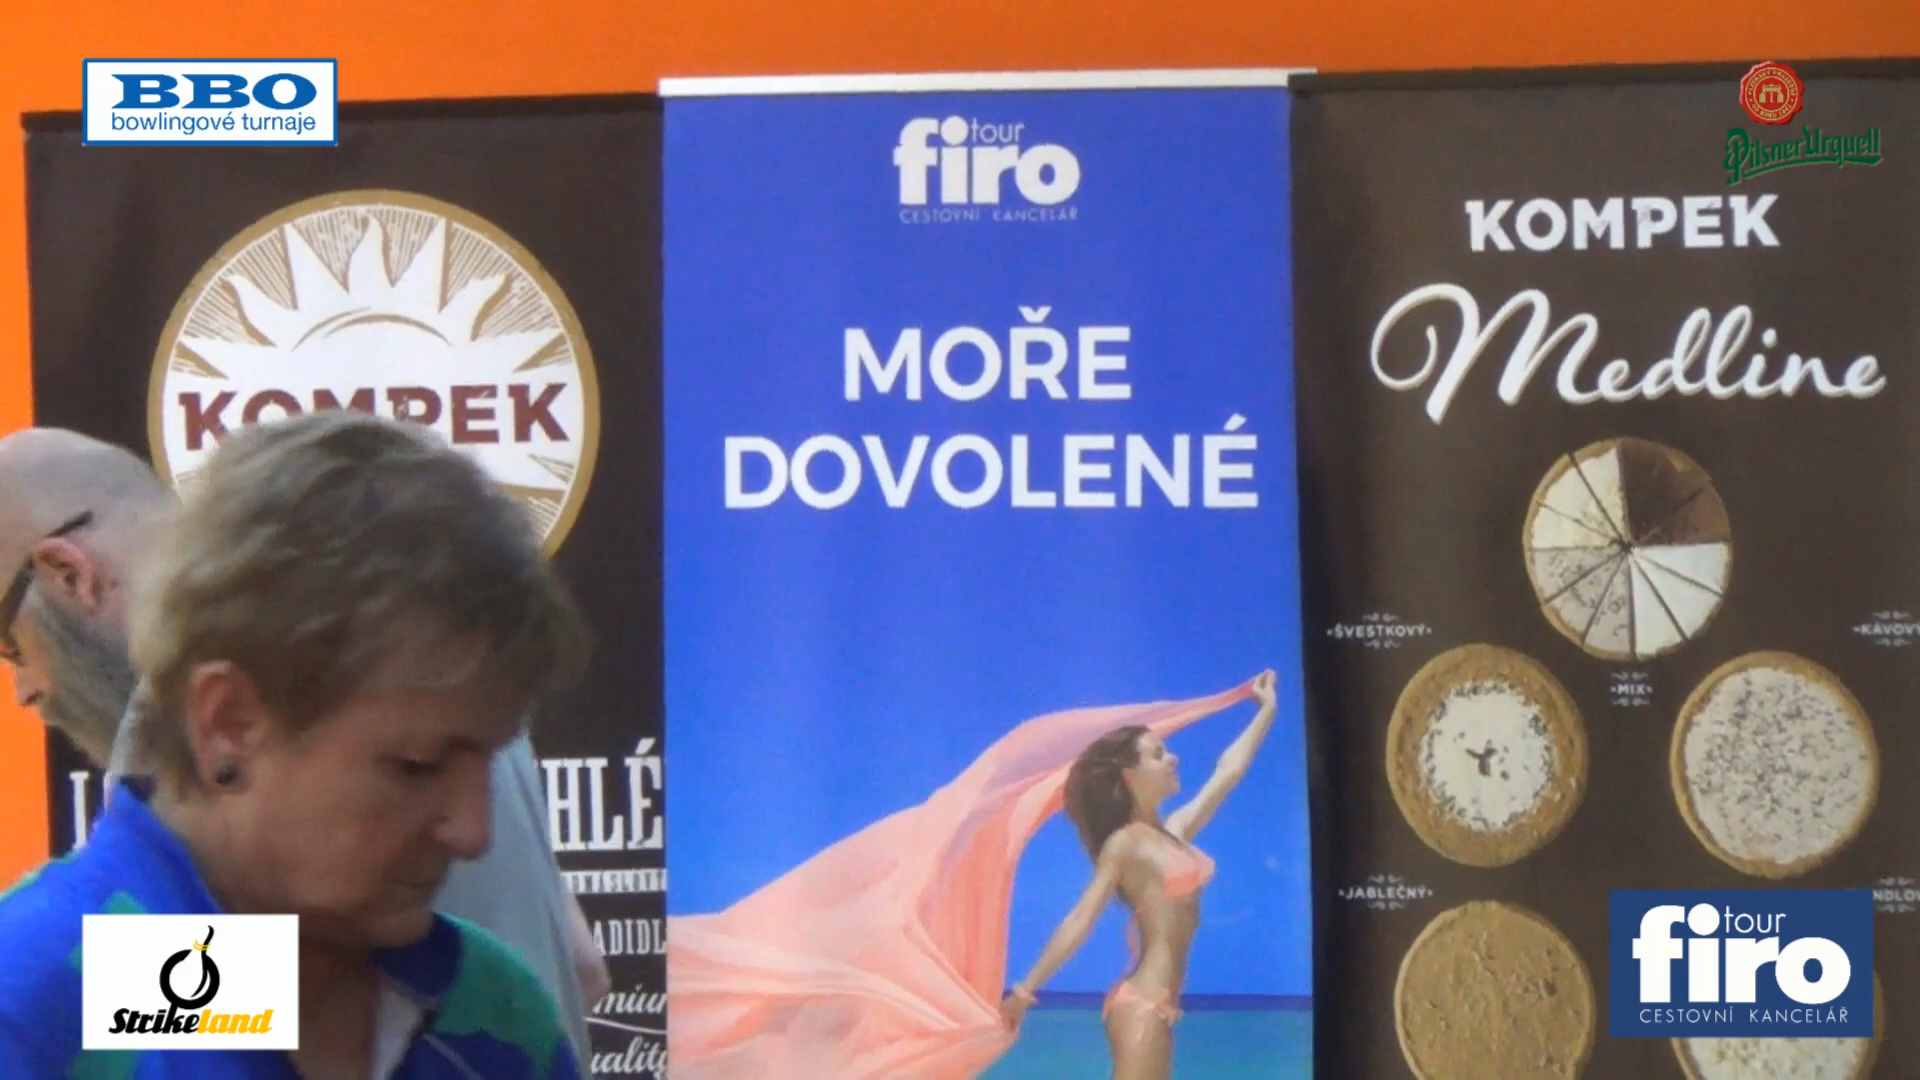 BBO
bowlingové turnaje
KOMPEK
HLÉ
tour
firo
CESTOVNÍ KANCELÁŘ
MOŘE
DOVOLENÉ
Pilsner Urquell
KOMPEK
Medline
•ŠVESTKOVÝ•
•MIX•
•JABLEČNÝ•
Strikeland
tour
firo
CESTOVNÍ KANCELÁŘ